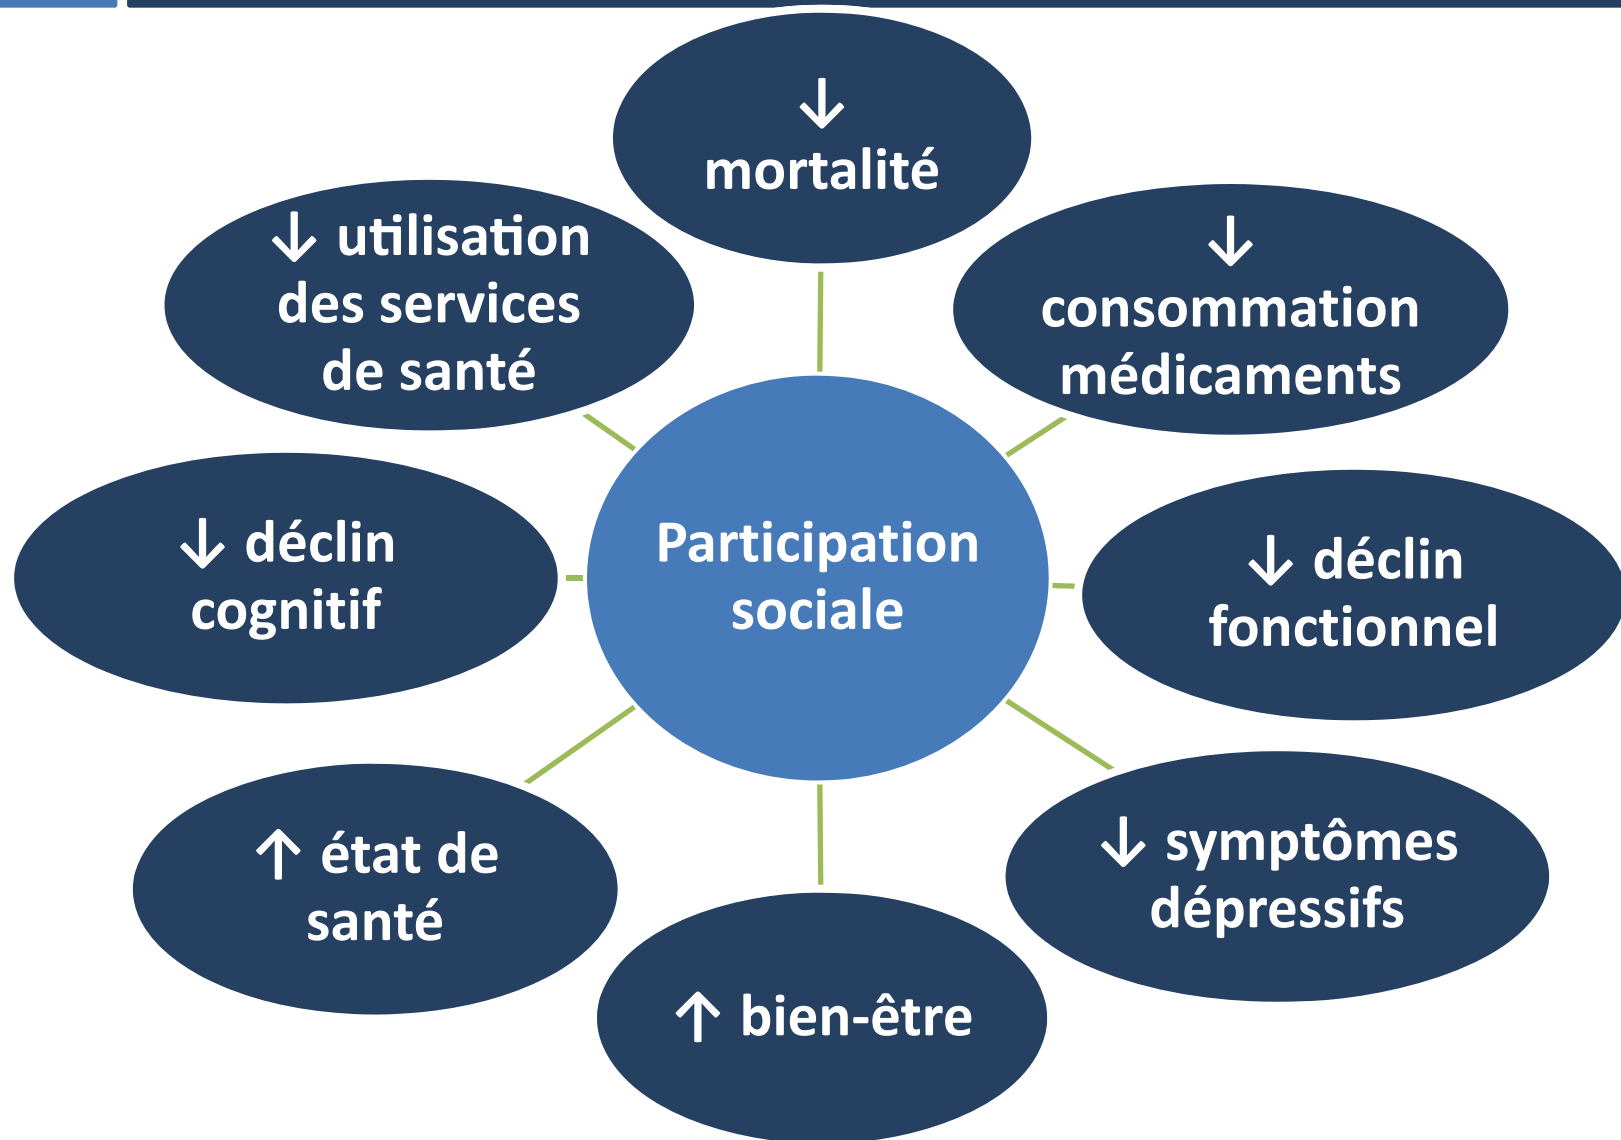 ↓
mortalité
↓ utilisation
des services
de santé
↓
consommation
médicaments
↓ déclin
cognitif
Participation
sociale
↓ déclin
fonctionnel
↑ état de
santé
↓ symptômes
dépressifs
↑ bien-être